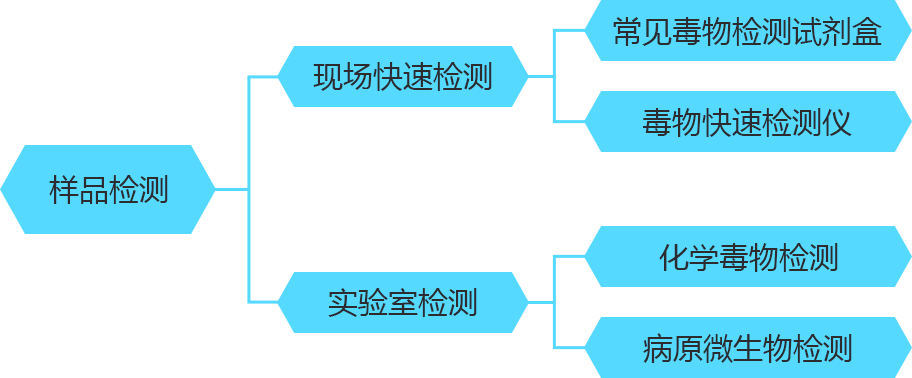 样品检测
现场快速检测
常见毒物检测试剂盒
毒物快速检测仪
实验室检测
化学毒物检测
病原微生物检测